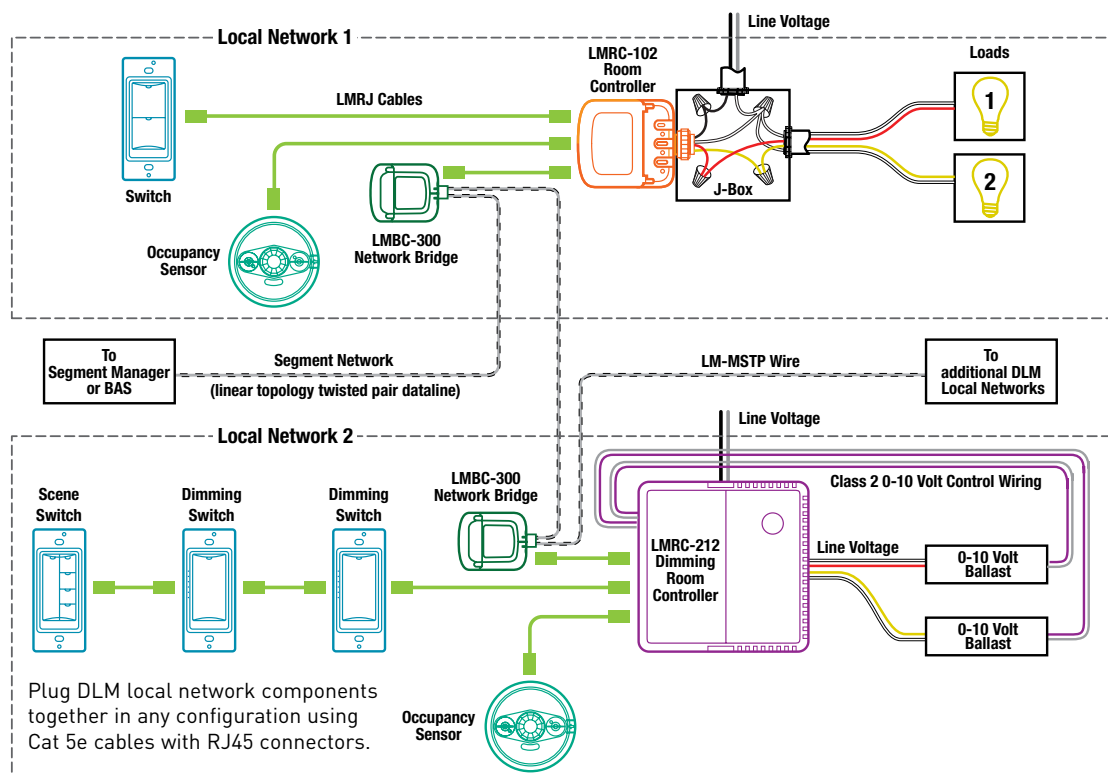 Local Network 1
Line Voltage
LMRC-102
Room
Controller
Loads
LMRJ Cables
1
Switch
J-Box
2
Occupancy
Sensor
LMBC-300
Network Bridge
To
Segment Manager
or BAS
Segment Network
(linear topology twisted pair dataline)
LM-MSTP Wire
To
additional DLM
Local Networks
Local Network 2
Line Voltage
Scene
Switch
Dimming
Switch
Dimming
Switch
LMBC-300
Network Bridge
Class 2 0-10 Volt Control Wiring
LMRC-212
Dimming
Room
Controller
Line Voltage
0-10 Volt
Ballast
0-10 Volt
Ballast
Plug DLM local network components
together in any configuration using
Cat 5e cables with RJ45 connectors.
Occupancy
Sensor